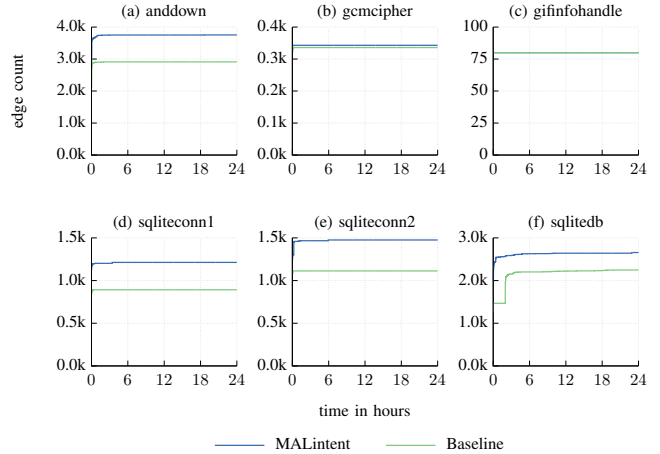 (a) anddown (b) gcmcipher (c) gifinfohandle
4.0k 0.4k 100
3.0k 0.3k 75
2.0k 0.2k 50
1.0k 0.1k 25
0.0k 0.0k 0
0 6 12 18 24 0 6 12 18 24 0 6 12 18 24
edge count
(d) sqliteconn1 (e) sqliteconn2 (f) sqlitedb
1.5k 1.5k 3.0k
1.0k 1.0k 2.0k
0.5k 0.5k 1.0k
0.0k 0.0k 0.0k
0 6 12 18 24 0 6 12 18 24 0 6 12 18 24
time in hours
MALintent Baseline